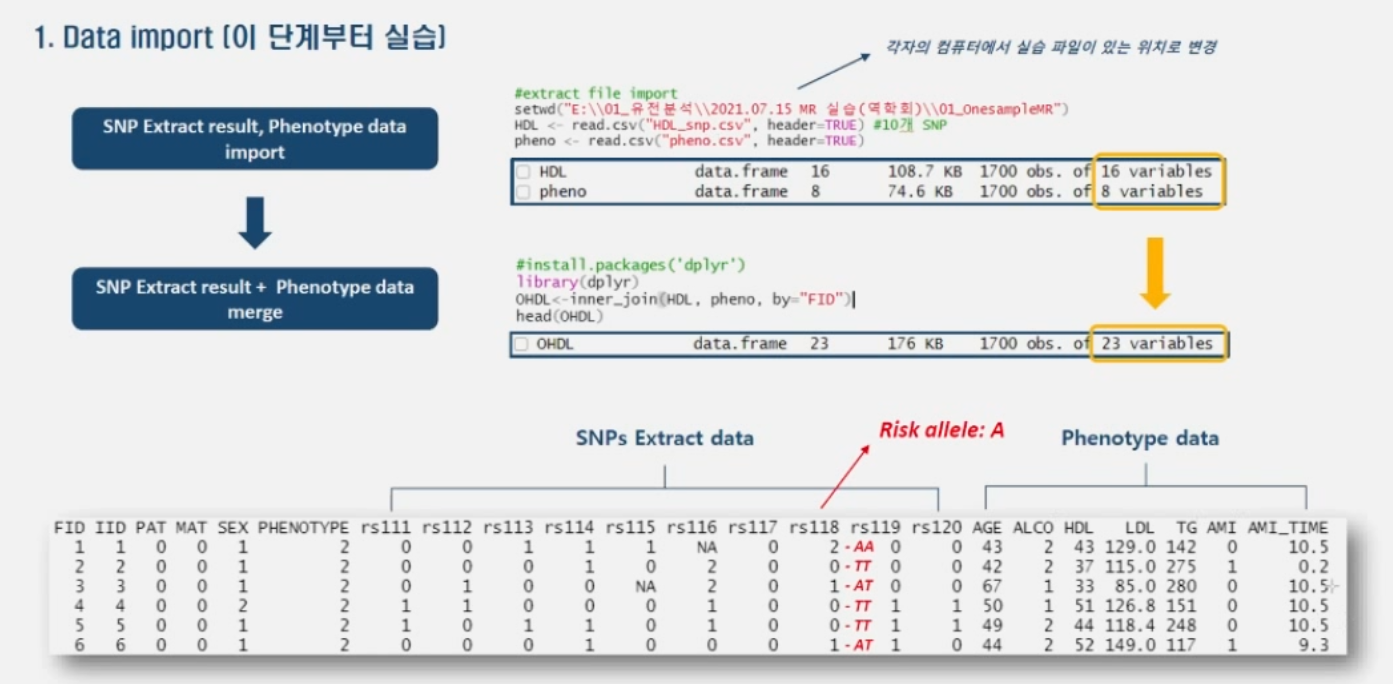 1. Data import (이 단계부터 실습)
각자의 컴퓨터에서 실습 파일이 있는 위치로 변경
SNP Extract result, Phenotype data
import
SNP Extract result + Phenotype data
merge
#extract file import
setwd("E:\\01_유전분석\\2021.07.15 MR 실습(역학회)\\01_OnesampleMR")
HDL <- read.csv("HDL_snp.csv", header=TRUE) #10개 SNP
pheno <- read.csv("pheno.csv", header=TRUE)
HDL data.frame 16 108.7 KB 1700 obs. of 16 variables
pheno data.frame 8 74.6 KB 1700 obs. of 8 variables
#install.packages('dplyr')
library(dplyr)
OHDL<-inner_join(HDL, pheno, by="FID")
head(OHDL)
OHDL data.frame 23 176 KB 1700 obs. of 23 variables
SNPs Extract data
Risk allele: A
Phenotype data
FID IID PAT MAT SEX PHENOTYPE rs111 rs112 rs113 rs114 rs115 rs116 rs117 rs118 rs119 rs120 AGE ALCO HDL LDL TG AMI AMI_TIME
1 1 0 0 1 2 0 0 1 1 1 NA 0 2 - AA 0 0 43 2 43 129.0 142 0 10.5
2 2 0 0 1 2 0 0 0 1 0 2 0 0 - TT 0 0 42 2 37 115.0 275 1 0.2
3 3 0 0 1 2 0 1 0 0 NA 2 0 1 - AT 0 0 67 1 33 85.0 280 0 10.5
4 4 0 0 2 2 1 1 0 0 0 1 0 0 - TT 1 1 50 1 51 126.8 151 0 10.5
5 5 0 0 1 2 1 0 1 1 0 1 0 0 - TT 1 1 49 2 44 118.4 248 0 10.5
6 6 0 0 1 2 0 0 0 1 0 0 0 1 - AT 1 0 44 2 52 149.0 117 1 9.3